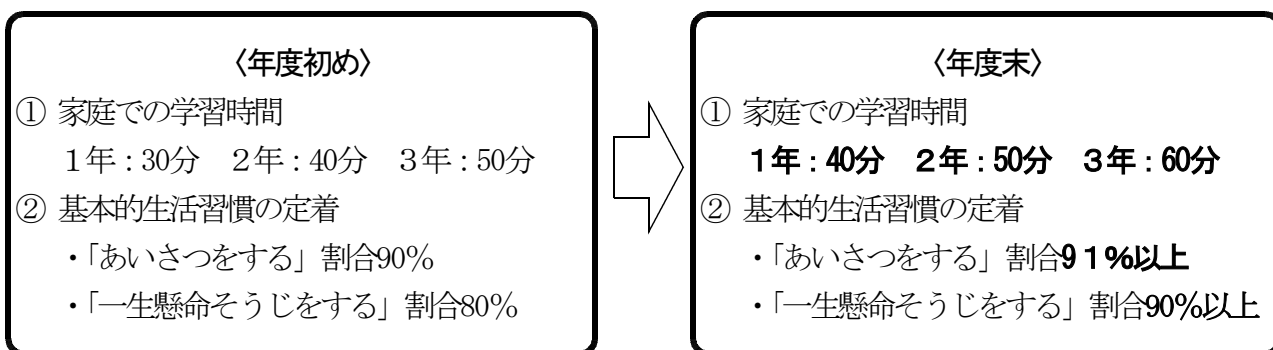 〈年度初め〉
① 家庭での学習時間
１年：30分　２年：40分　３年：50分
② 基本的生活習慣の定着
・「あいさつをする」割合90%
・「一生懸命そうじをする」割合80%
〈年度末〉
① 家庭での学習時間
１年：40分　２年：50分　３年：60分
② 基本的生活習慣の定着
・「あいさつをする」割合９１%以上
・「一生懸命そうじをする」割合90%以上